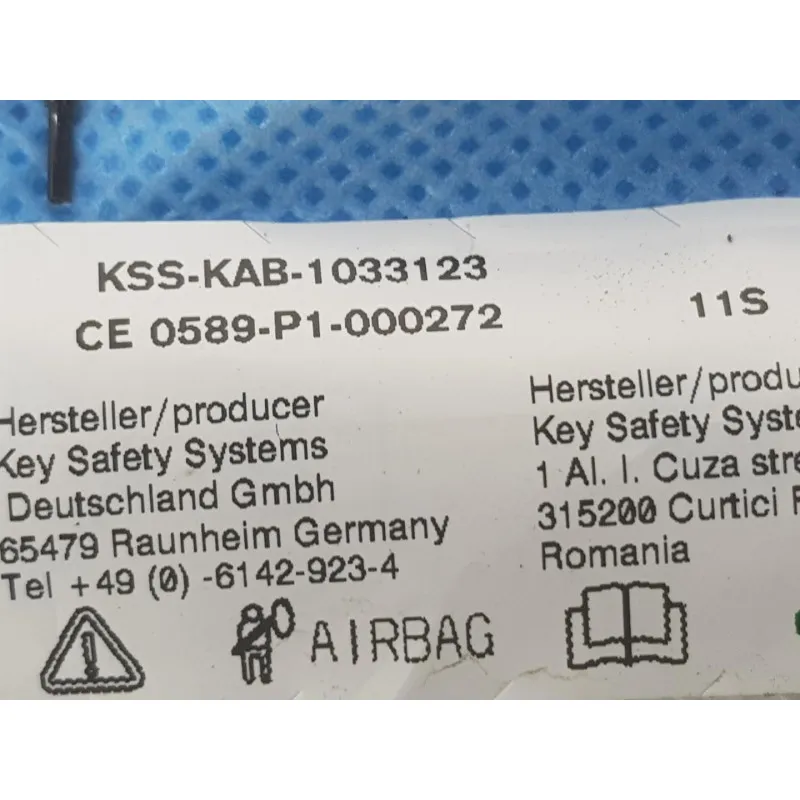 KSS-KAB-1033123
CE 0589-P1-000272
11S
Hersteller/producer
Key Safety Systems
Deutschland Gmbh
65479 Raunheim Germany
Tel +49 (0) -6142-923-4
AIRBAG
Hersteller/produ
Key Safety Syste
1 Al. I. Cuza stre
315200 Curtici R
Romania